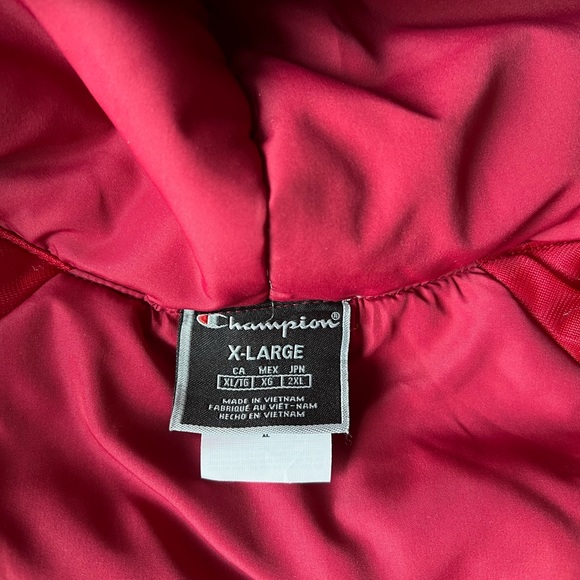 Champion®
X-LARGE
CA MEX JPN
XL/TG XG 2XL
MADE IN VIETNAM
FABRIQUÉ AU VIÊT-NAM
HECHO EN VIETNAM
XL